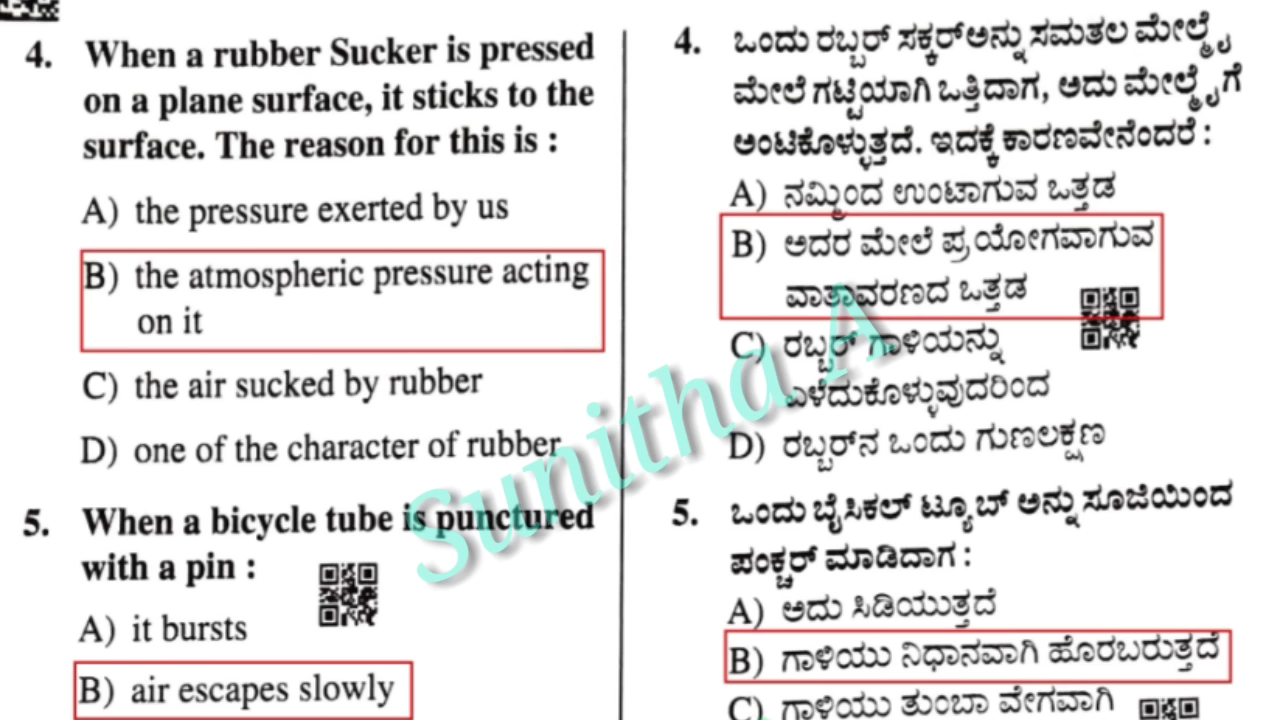 4. When a rubber Sucker is pressed
on a plane surface, it sticks to the
surface. The reason for this is :
A) the pressure exerted by us
B) the atmospheric pressure acting
on it
C) the air sucked by rubber
D) one of the character of rubber
5. When a bicycle tube is punctured
with a pin :
A) it bursts
B) air escapes slowly
4. ಒಂದು ರಬ್ಬರ್ ಸಕ್ಕರ್ ಅನ್ನು ಸಮತಲ ಮೇಲ್ಮೈ
ಮೇಲೆ ಗಟ್ಟಿಯಾಗಿ ಒತ್ತಿದಾಗ, ಅದು ಮೇಲ್ಮೈಗೆ
ಅಂಟಿಕೊಳ್ಳುತ್ತದೆ. ಇದಕ್ಕೆ ಕಾರಣವೇನೆಂದರೆ :
A) ನಮ್ಮಿಂದ ಉಂಟಾಗುವ ಒತ್ತಡ
B) ಅದರ ಮೇಲೆ ಪ್ರಯೋಗವಾಗುವ
ವಾತಾವರಣದ ಒತ್ತಡ
C) ರಬ್ಬರ್ ಗಾಳಿಯನ್ನು
ಎಳೆದುಕೊಳ್ಳುವುದರಿಂದ
D) ರಬ್ಬರ್‌ನ ಒಂದು ಗುಣಲಕ್ಷಣ
5. ಒಂದು ಬೈಸಿಕಲ್ ಟ್ಯೂಬ್ ಅನ್ನು ಸೂಜಿಯಿಂದ
ಪಂಕ್ಚರ್ ಮಾಡಿದಾಗ :
A) ಅದು ಸಿಡಿಯುತ್ತದೆ
B) ಗಾಳಿಯು ನಿಧಾನವಾಗಿ ಹೊರಬರುತ್ತದೆ
C) ಗಾಳಿಯು ತುಂಬಾ ವೇಗವಾಗಿ
Sunitha A